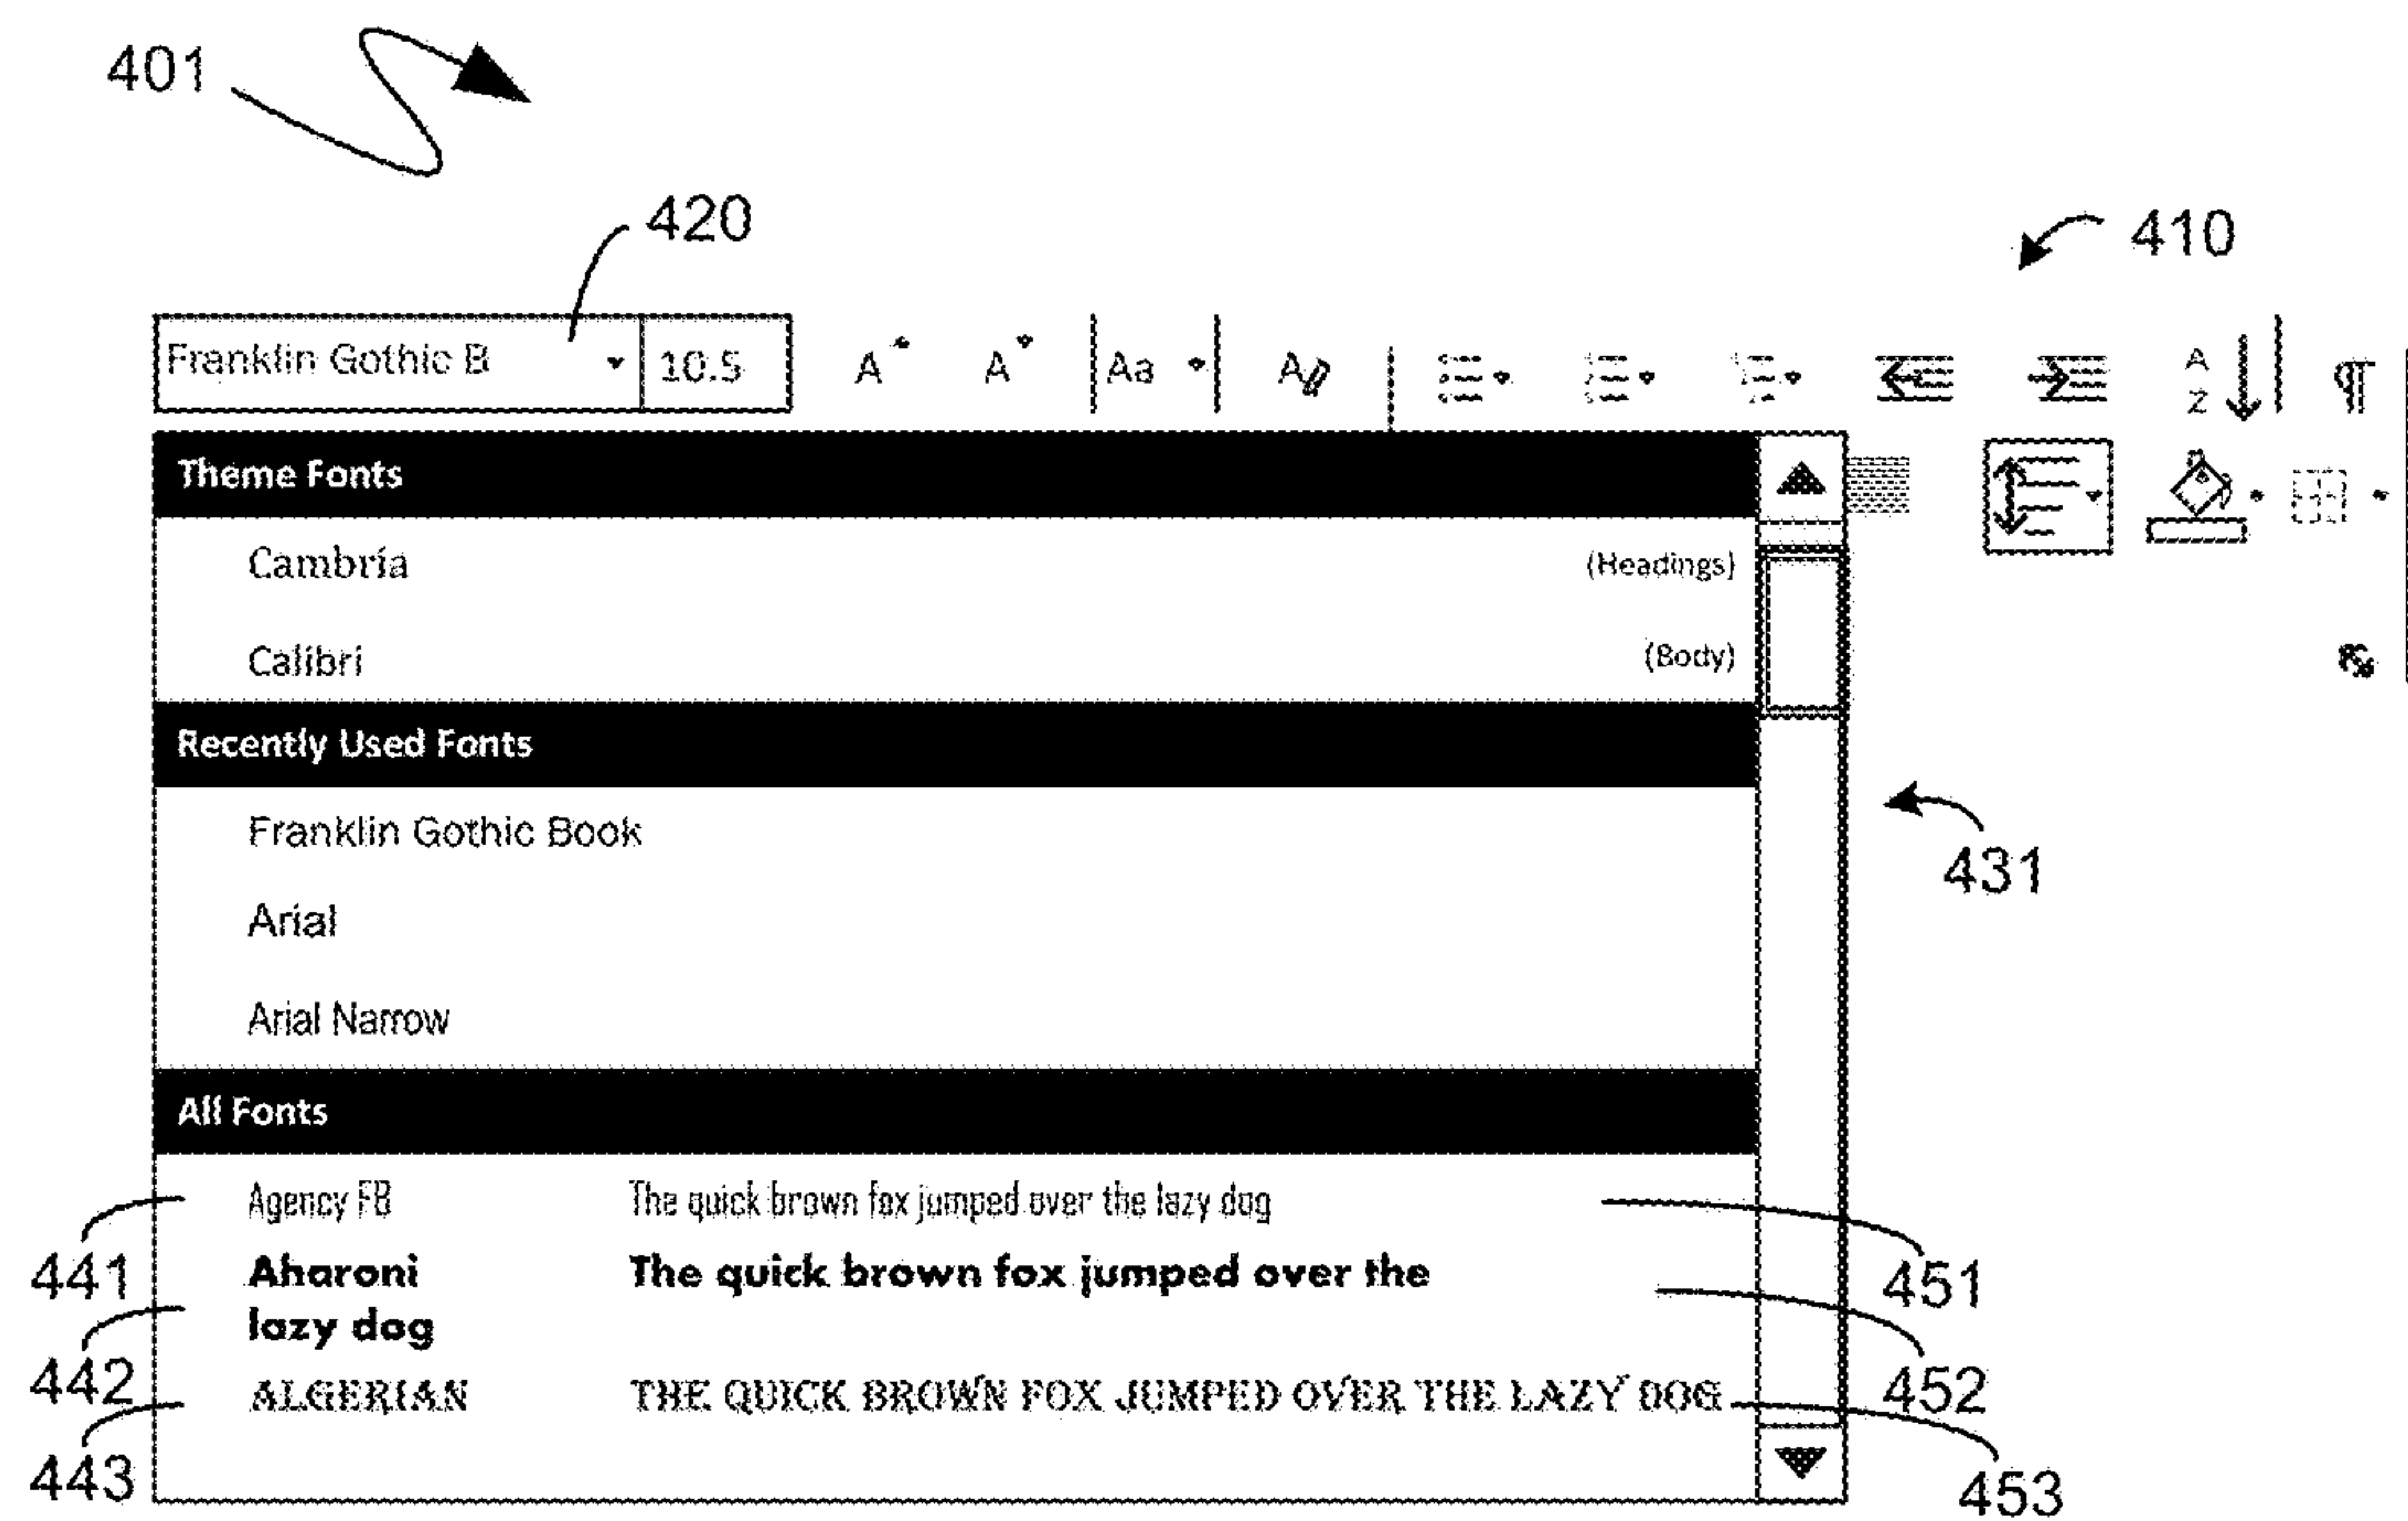 401
420
410
Franklin Gothic B 10.5 A A Aa A A Z ¶
Theme Fonts
Cambria (Headings)
Calibri (Body)
Recently Used Fonts
Franklin Gothic Book
431
Arial
Arial Narrow
All Fonts
Agency FB The quick brown fox jumped over the lazy dog
441 Aharoni The quick brown fox jumped over the 451
lazy dog
442 ALGERIAN THE QUICK BROWN FOX JUMPED OVER THE LAZY DOG 452
443 453